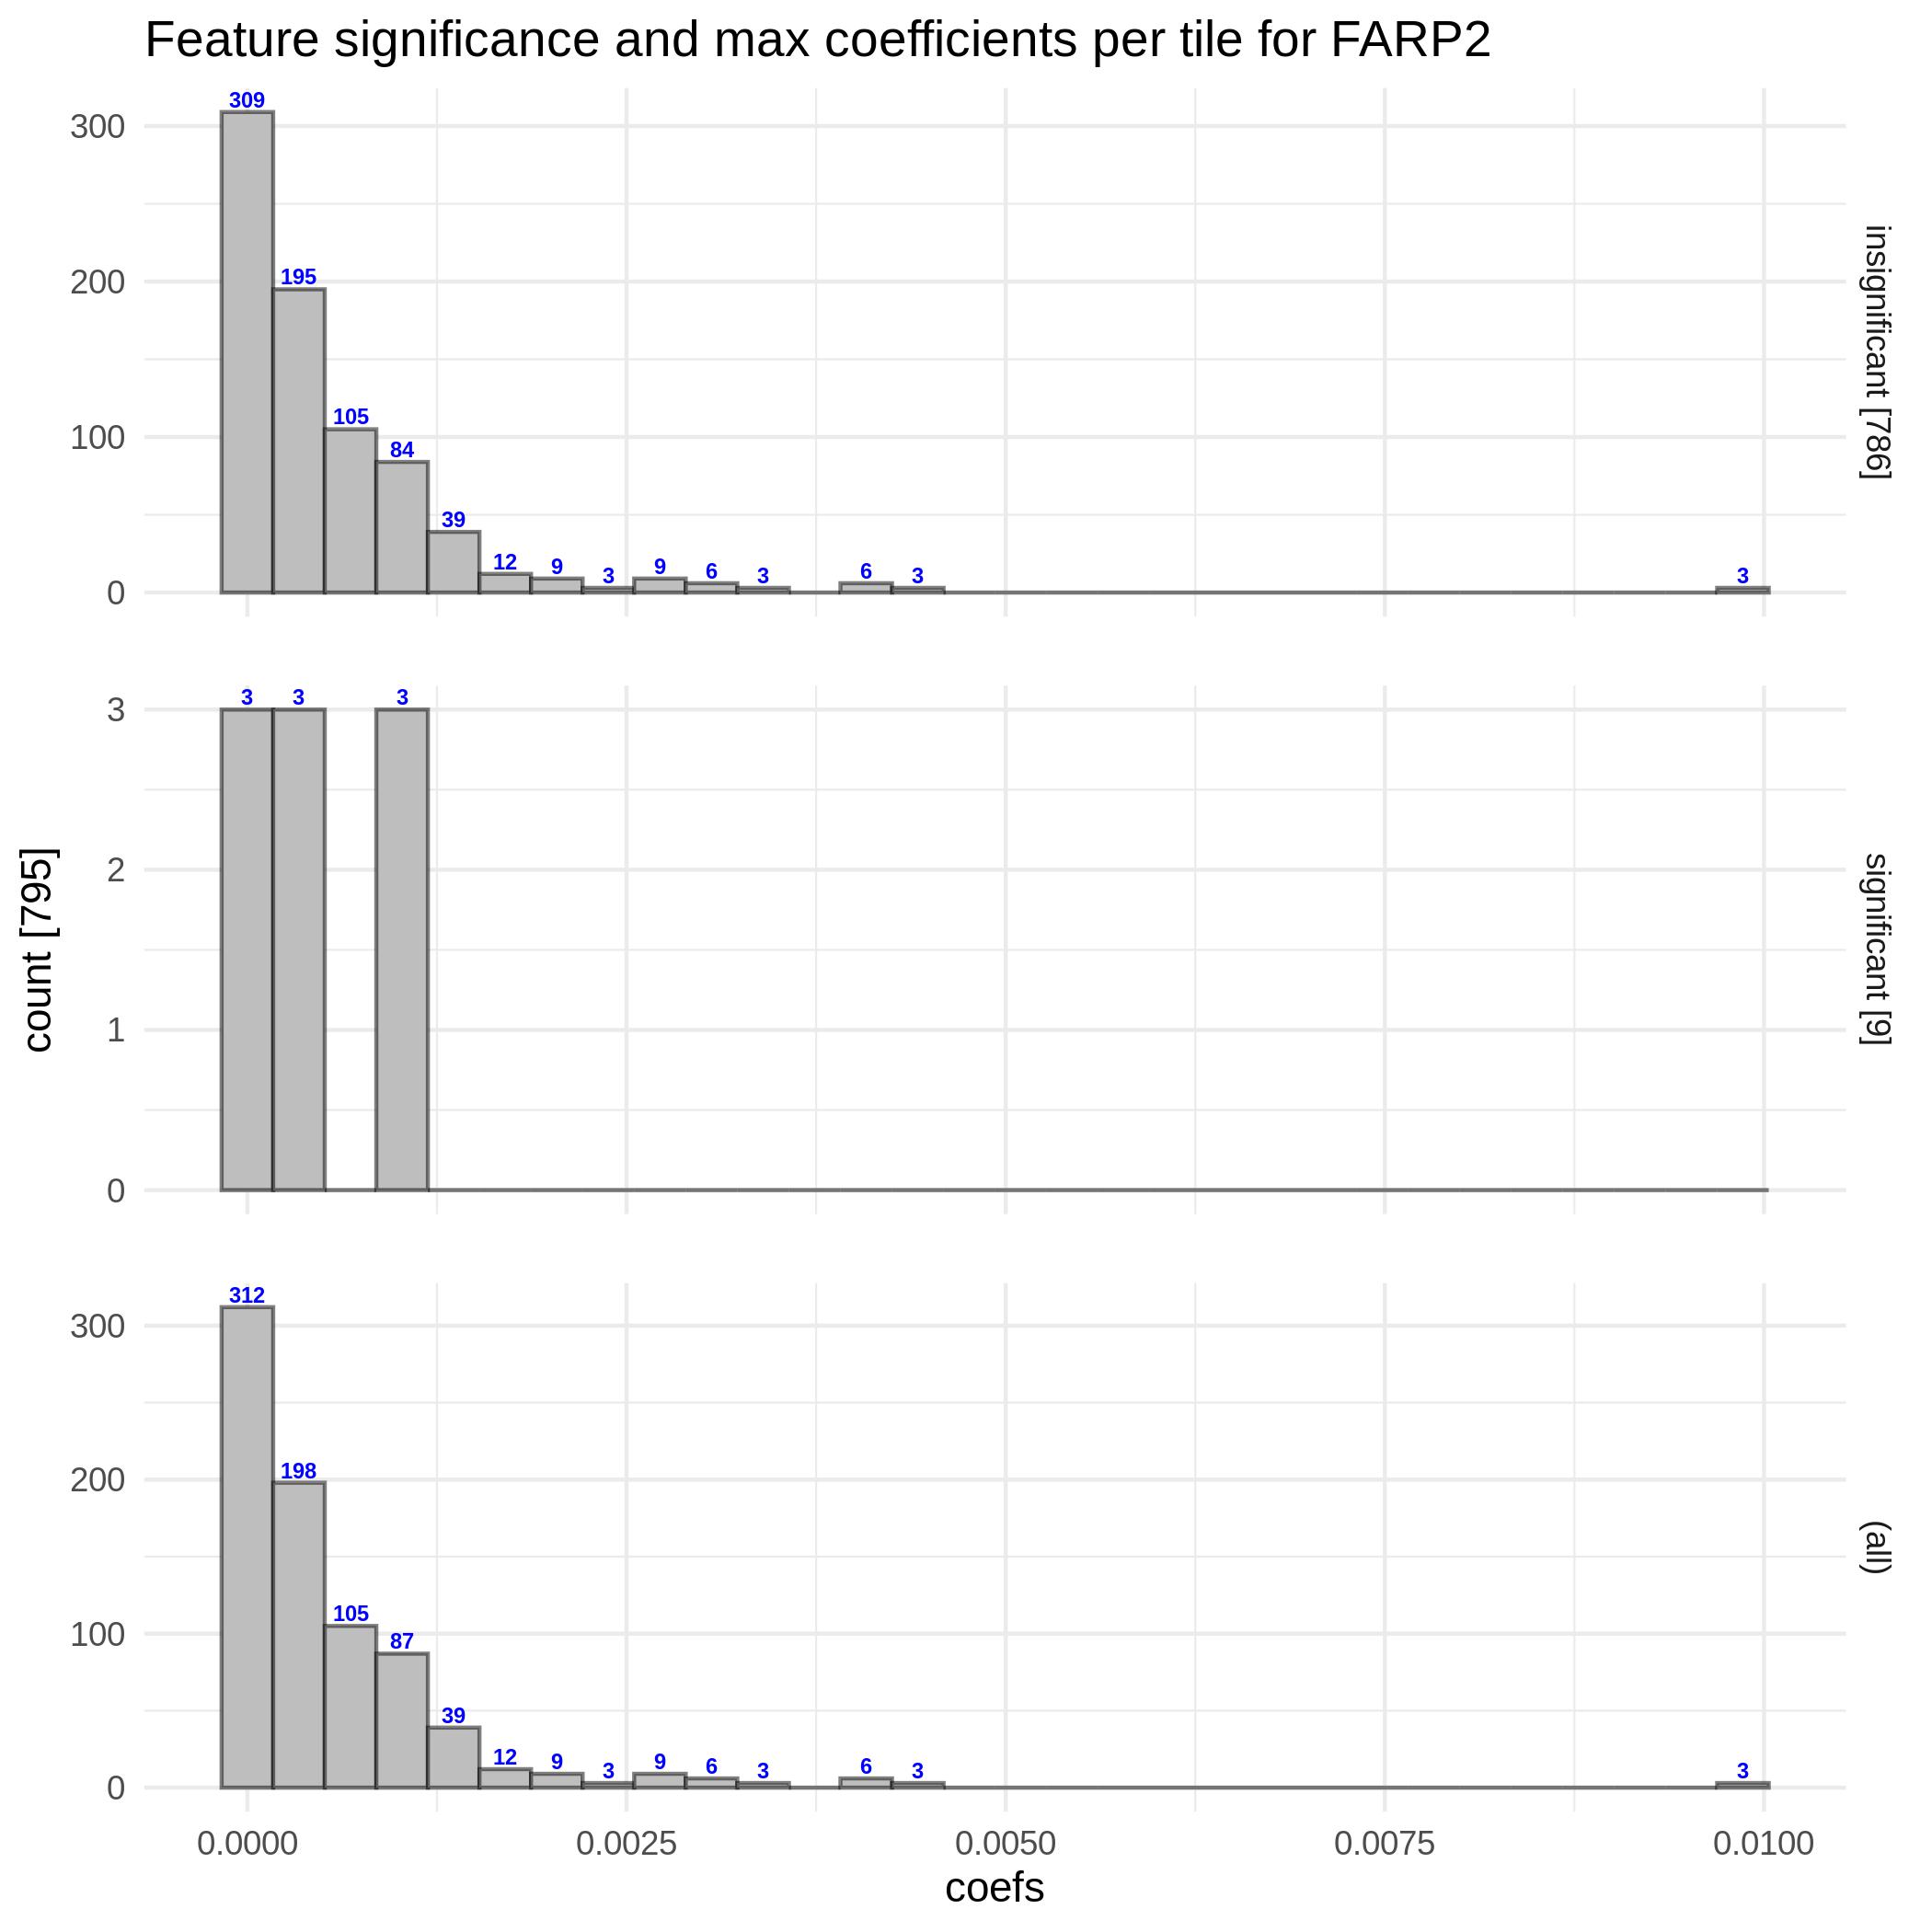 Feature significance and max coefficients per tile for FARP2
309
300
195
200
105
84
100
39
12 9 3 9 6 3 6 3 3
0
insignificant [786]
3 3 3
3
2
1
0
significant [9]
count [795]
312
300
198
200
105
87
100
39
12 9 3 9 6 3 6 3 3
0
(all)
0.0000 0.0025 0.0050 0.0075 0.0100
coefs